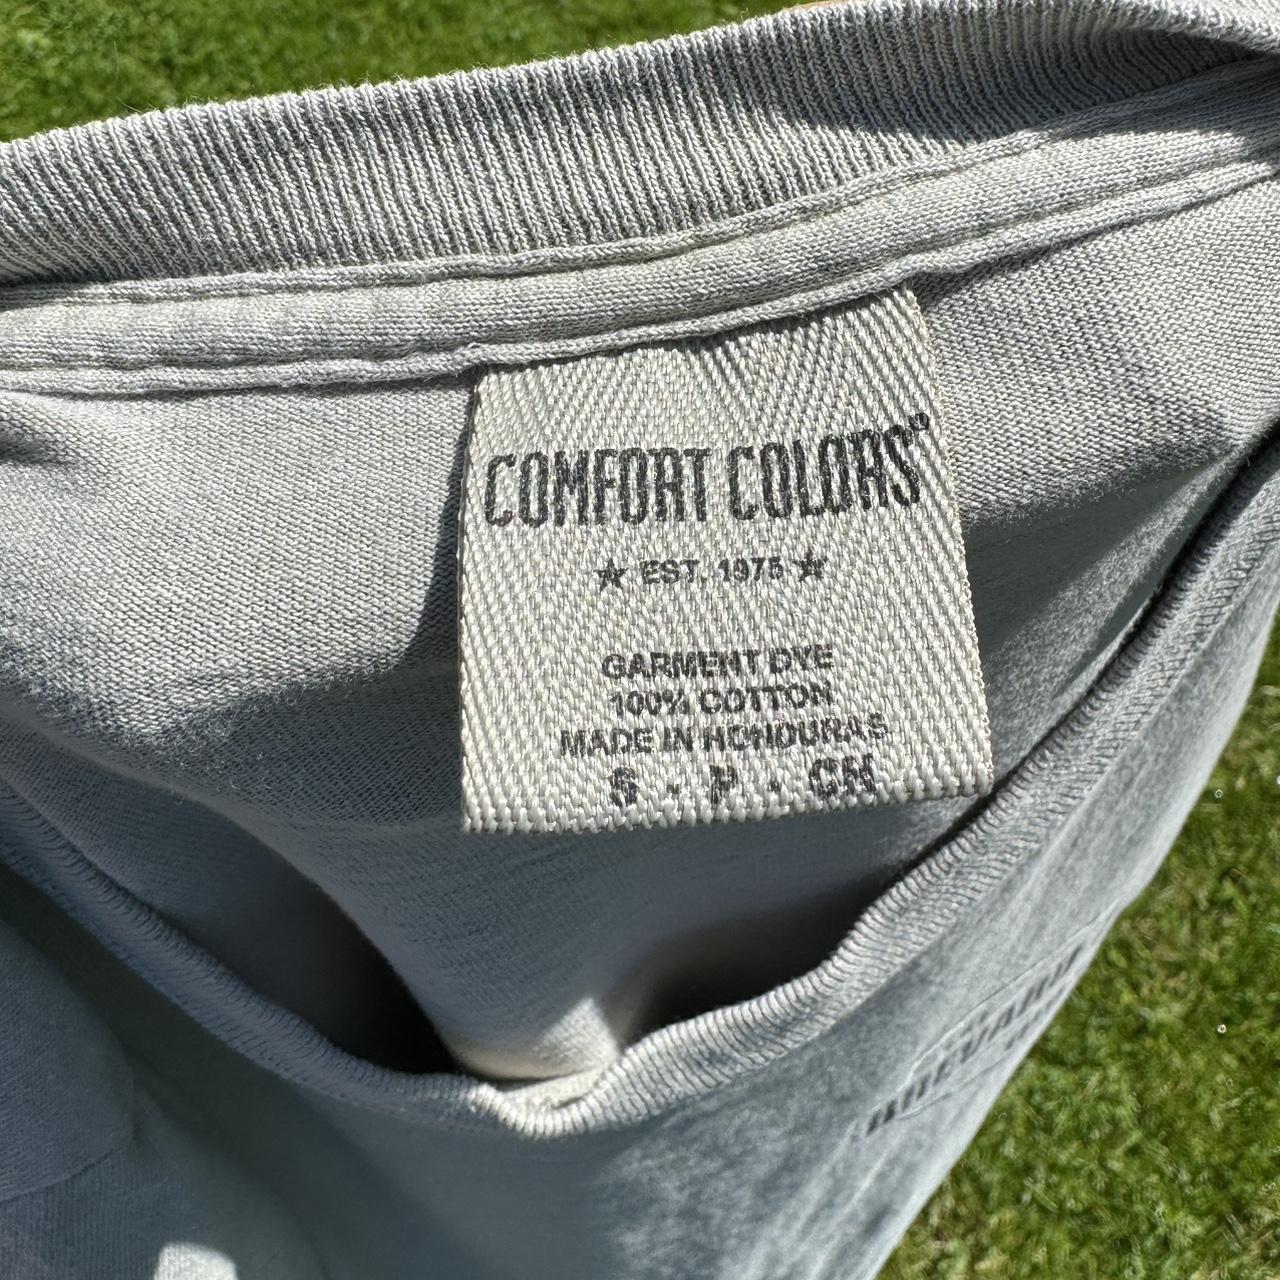 COMFORT COLORS®
★ EST. 1975 ★
GARMENT DYE
100% COTTON
MADE IN HONDURAS
S · P · CH